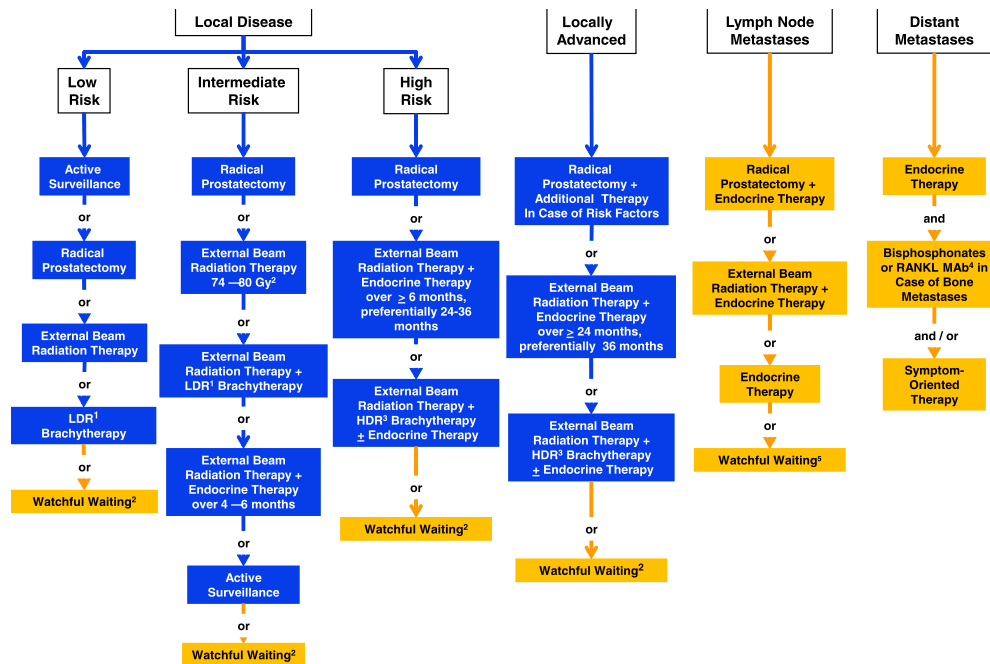 Local Disease
Low
Risk
Active
Surveillance
or
Radical
Prostatectomy
or
External Beam
Radiation Therapy
or
LDR¹
Brachytherapy
or
Watchful Waiting²
Intermediate
Risk
Radical
Prostatectomy
or
External Beam
Radiation Therapy
74 —80 Gy²
or
External Beam
Radiation Therapy +
LDR¹ Brachytherapy
or
External Beam
Radiation Therapy +
Endocrine Therapy
over 4 —6 months
or
Active
Surveillance
or
Watchful Waiting²
High
Risk
Radical
Prostatectomy
or
External Beam
Radiation Therapy +
Endocrine Therapy
over ≥ 6 months,
preferentially 24-36
months
or
External Beam
Radiation Therapy +
HDR³ Brachytherapy
± Endocrine Therapy
or
Watchful Waiting²
Locally
Advanced
Radical
Prostatectomy +
Additional Therapy
In Case of Risk Factors
or
External Beam
Radiation Therapy +
Endocrine Therapy
over ≥ 24 months,
preferentially 36 months
or
External Beam
Radiation Therapy +
HDR³ Brachytherapy
± Endocrine Therapy
or
Watchful Waiting²
Lymph Node
Metastases
Radical
Prostatectomy +
Endocrine Therapy
or
External Beam
Radiation Therapy +
Endocrine Therapy
or
Endocrine
Therapy
or
Watchful Waiting⁵
Distant
Metastases
Endocrine
Therapy
and
Bisphosphonates
or RANKL MAb⁴ in
Case of Bone
Metastases
and / or
Symptom-
Oriented
Therapy